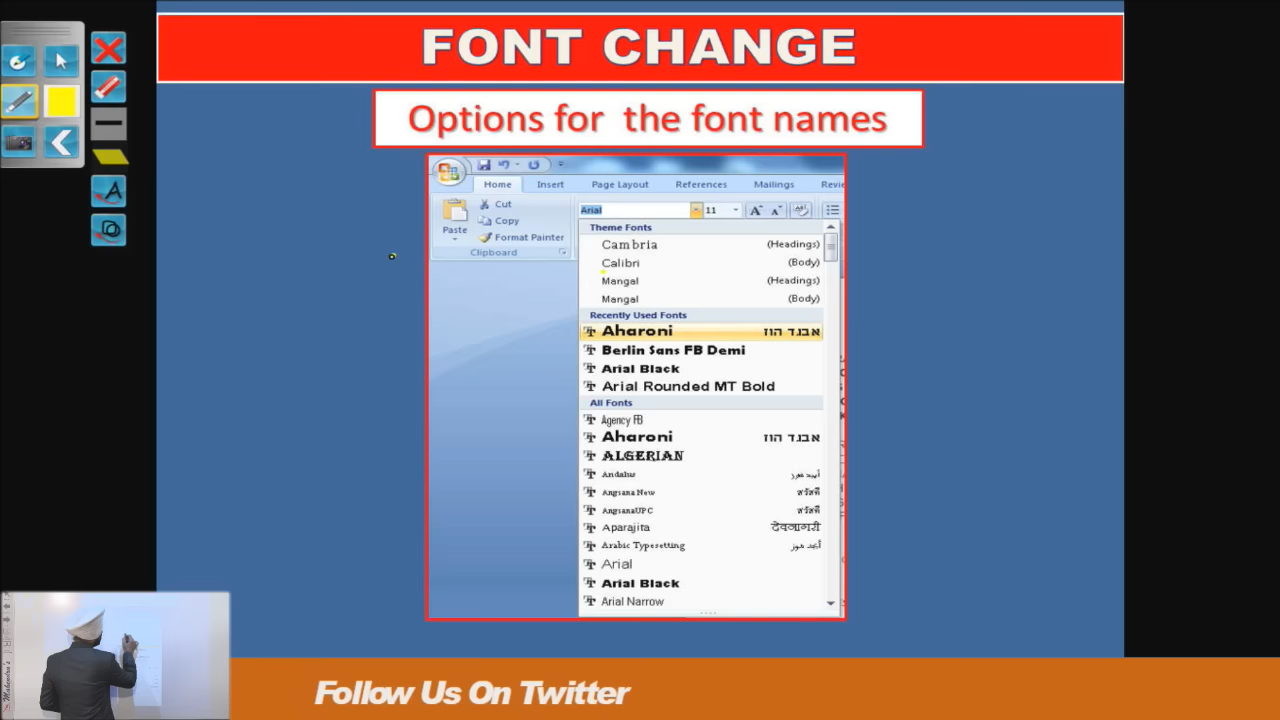 FONT CHANGE
Options for the font names
Home Insert Page Layout References Mailings Revie
Cut
Copy
Format Painter
Paste
Clipboard
Arial 11
Theme Fonts
Cambria (Headings)
Calibri (Body)
Mangal (Headings)
Mangal (Body)
Recently Used Fonts
Aharoni אבגד הוז
Berlin Sans FB Demi
Arial Black
Arial Rounded MT Bold
All Fonts
Agency FB
Aharoni אבגד הוז
ALGERIAN
Andalus أبجد هوز
Angsana New สวัสดี
AngsanaUPC สวัสดี
Aparajita देवनागरी
Arabic Typesetting أبجد هوز
Arial
Arial Black
Arial Narrow
Follow Us On Twitter